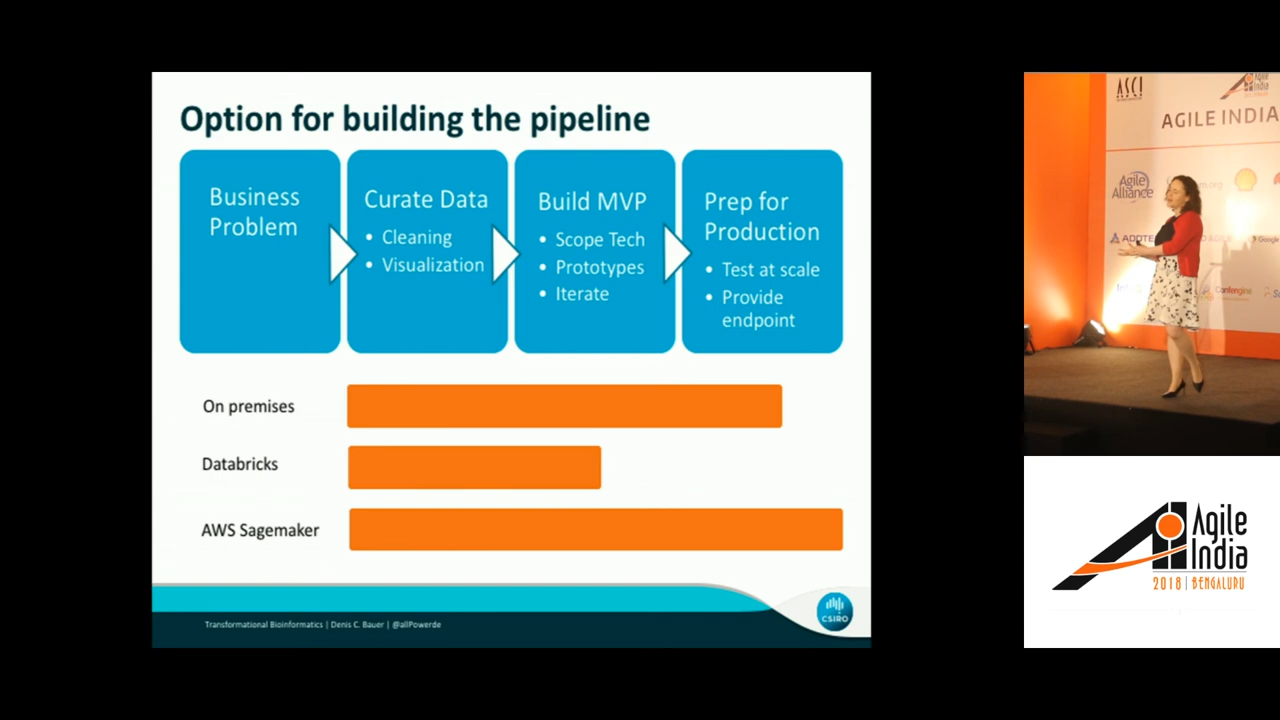 Option for building the pipeline
Business
Problem
Curate Data
• Cleaning
• Visualization
Build MVP
• Scope Tech
• Prototypes
• Iterate
Prep for
Production
• Test at scale
• Provide
endpoint
On premises
Databricks
AWS Sagemaker
Transformational Bioinformatics | Denis C. Bauer | @allPowerde
CSIRO
ASCI
AGILE INDIA
Agile
Alliance
Google
Confengine
Agile
India
2018 | BENGALURU